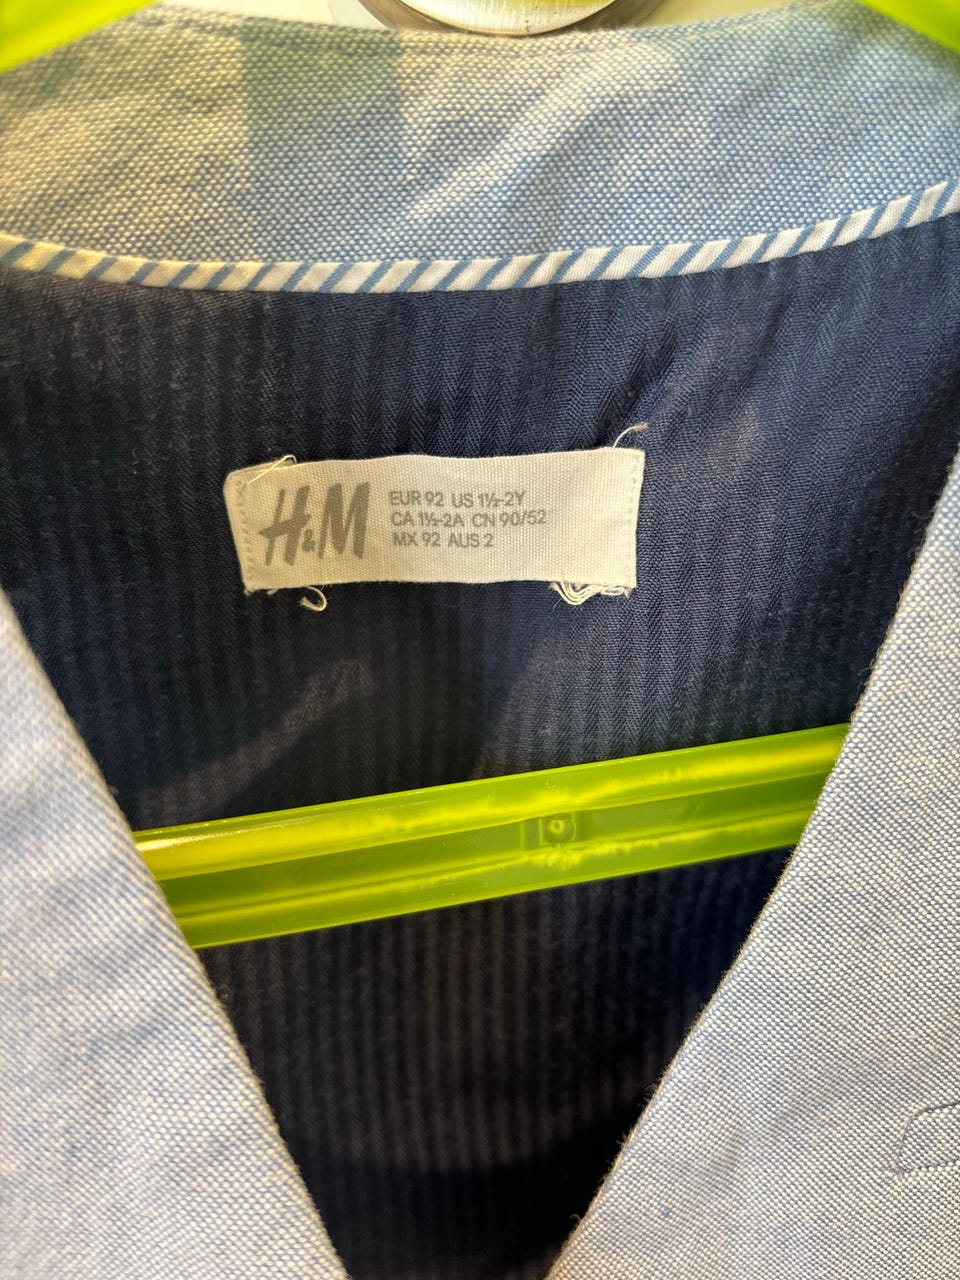 H&M
EUR 92 US 1½-2Y
CA 1½-2A CN 90/52
MX 92 AUS 2